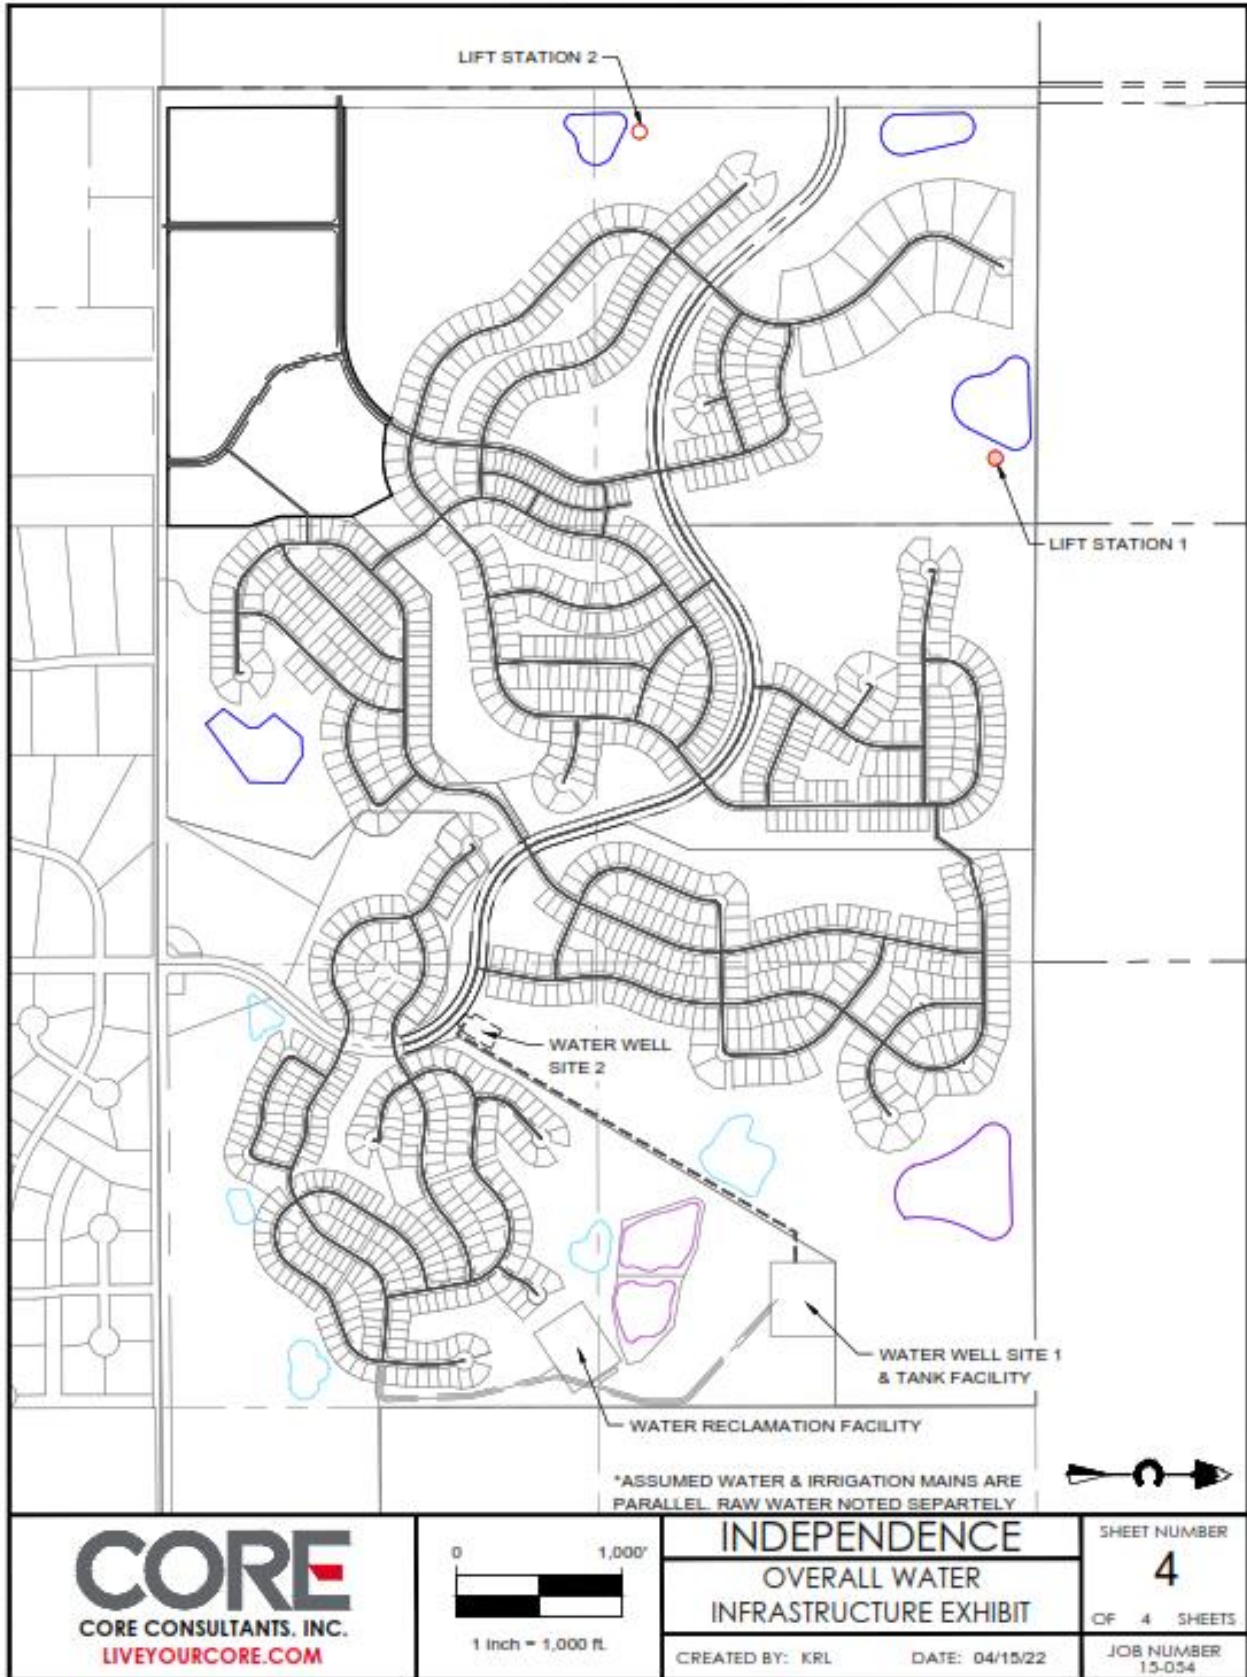 LIFT STATION 2
LIFT STATION 1
WATER WELL
SITE 2
WATER WELL SITE 1
& TANK FACILITY
WATER RECLAMATION FACILITY
*ASSUMED WATER & IRRIGATION MAINS ARE
PARALLEL. RAW WATER NOTED SEPARTELY
CORE
CORE CONSULTANTS, INC.
LIVEYOURCORE.COM
0 1,000'
1 inch = 1,000 ft.
INDEPENDENCE
OVERALL WATER
INFRASTRUCTURE EXHIBIT
CREATED BY: KRL DATE: 04/15/22
SHEET NUMBER
4
OF 4 SHEETS
JOB NUMBER
15-034